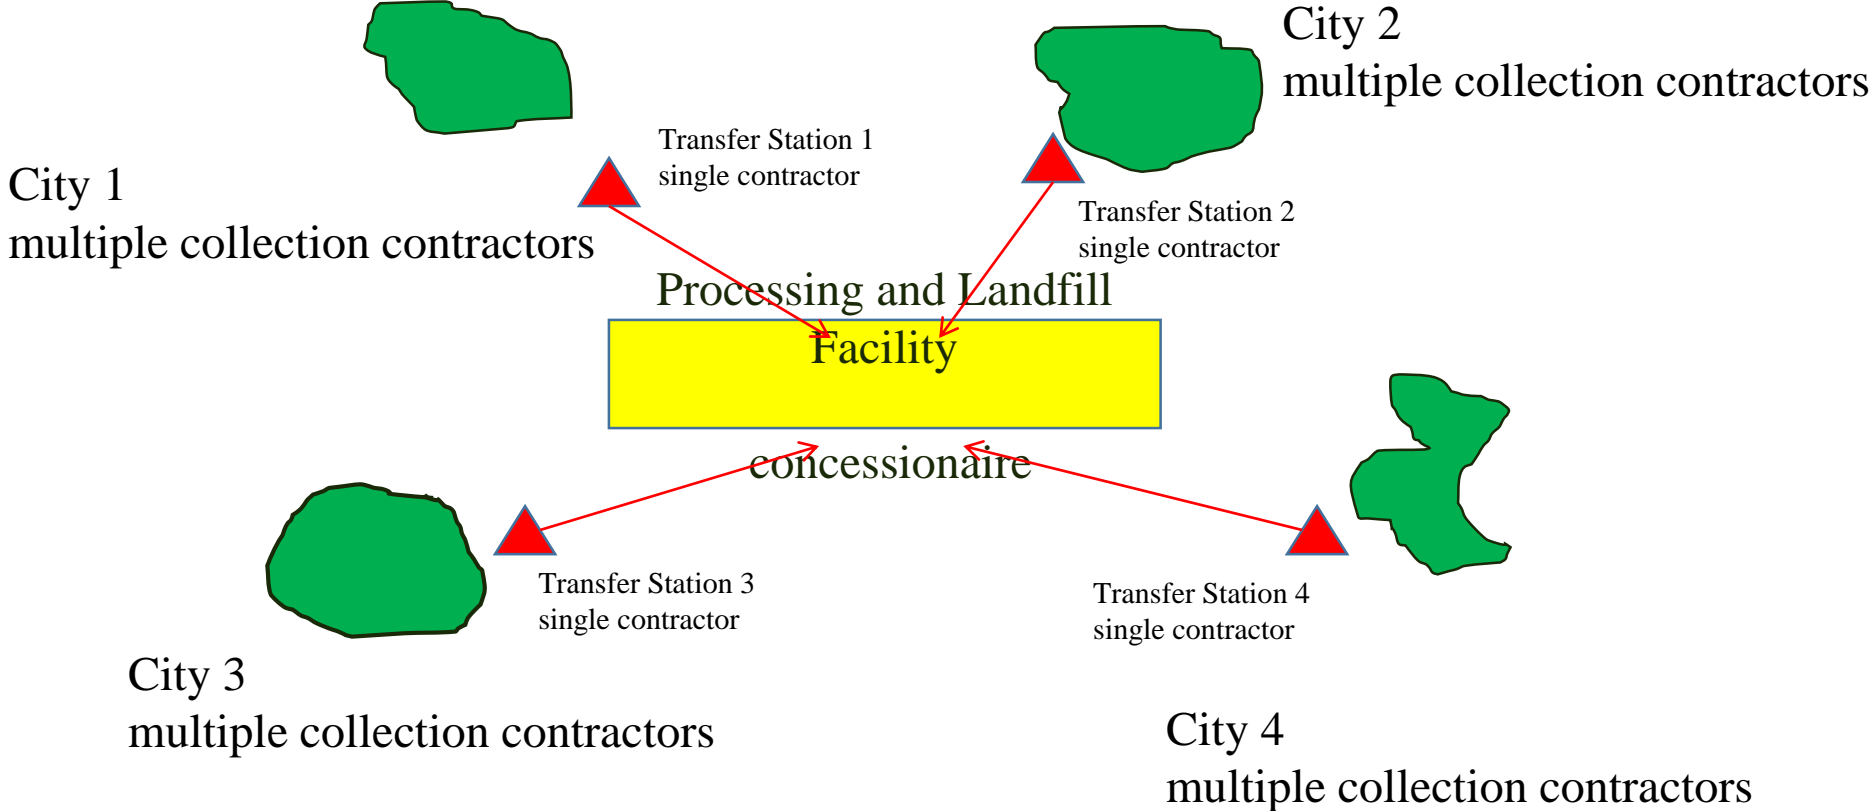 City 2
multiple collection contractors
Transfer Station 1
single contractor
City 1
multiple collection contractors
Transfer Station 2
single contractor
Processing and Landfill
Facility
concessionaire
Transfer Station 3
single contractor
Transfer Station 4
single contractor
City 3
multiple collection contractors
City 4
multiple collection contractors